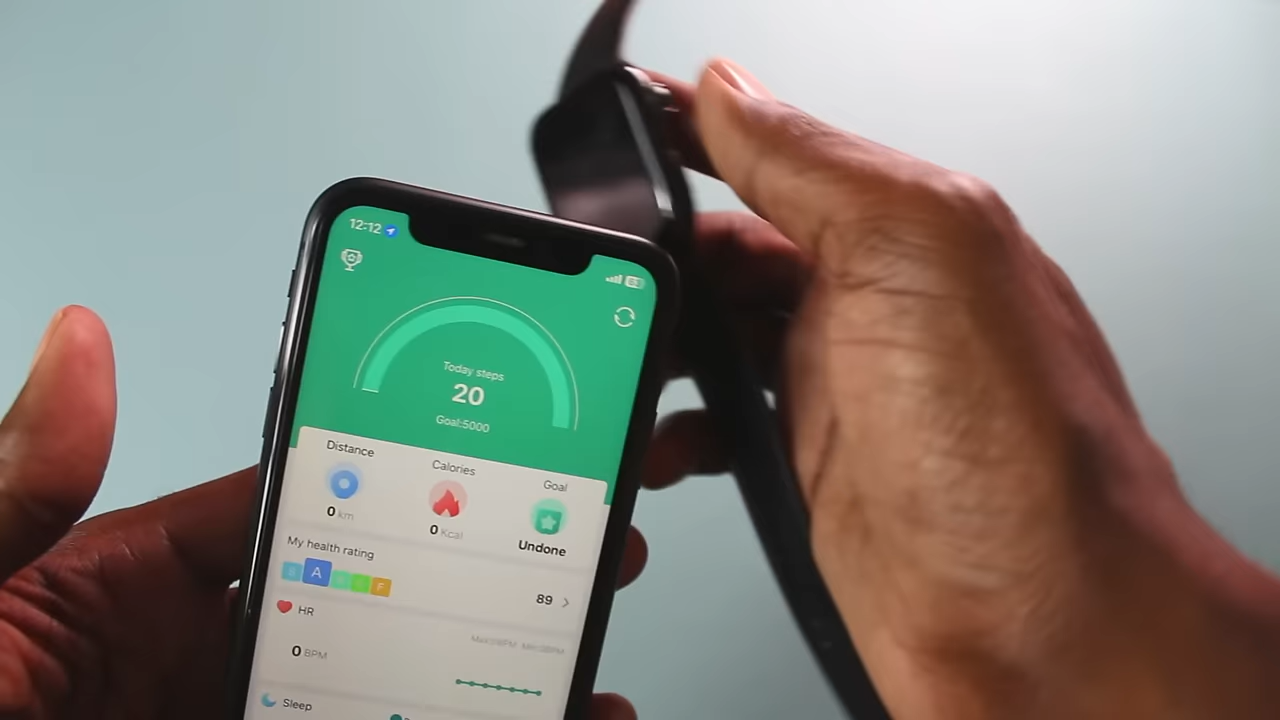 12:12
Today steps
20
Goal:5000
Distance
Calories
Goal
0 km
0 Kcal
Undone
My health rating
A
F
89
HR
0 BPM
Sleep